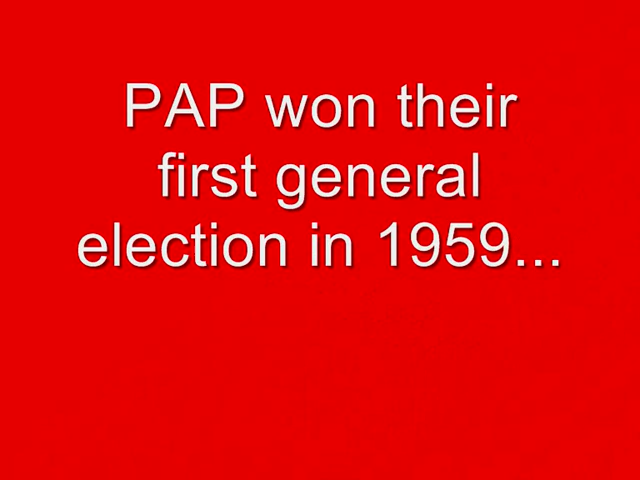 PAP won their
first general
election in 1959...